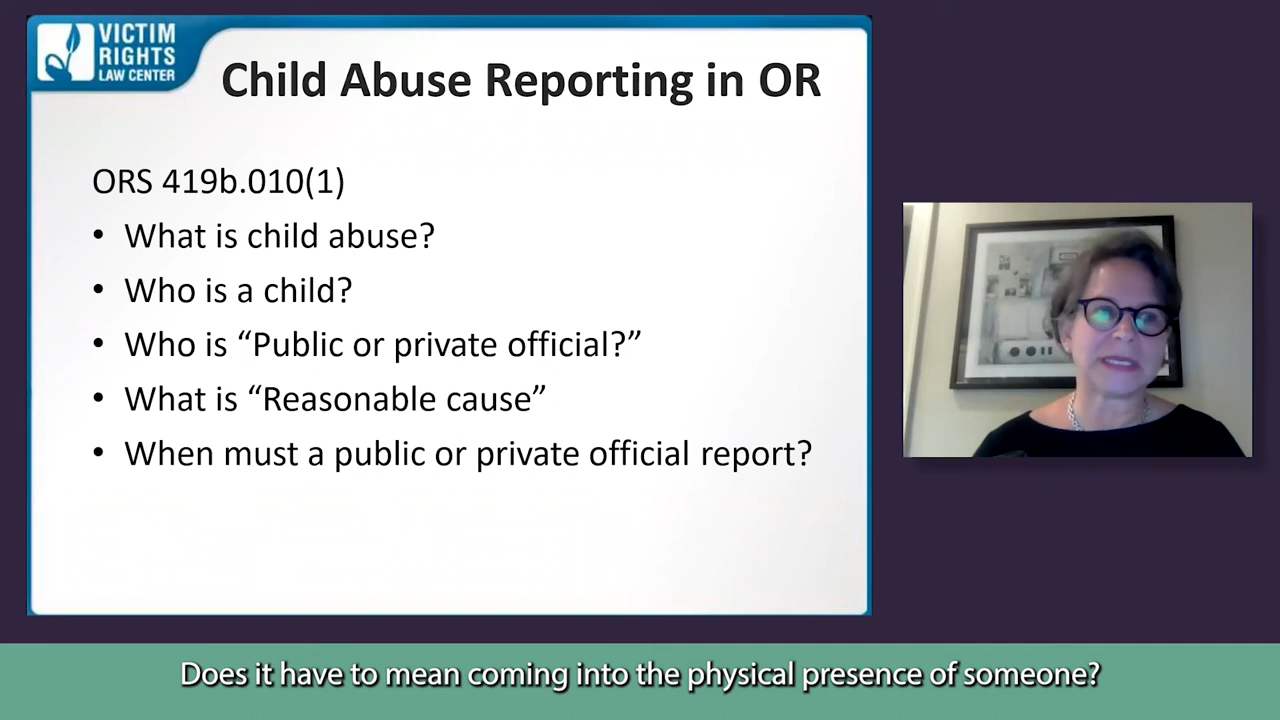 VICTIM
RIGHTS
LAW CENTER
Child Abuse Reporting in OR
ORS 419b.010(1)
• What is child abuse?
• Who is a child?
• Who is “Public or private official?”
• What is “Reasonable cause”
• When must a public or private official report?
Does it have to mean coming into the physical presence of someone?